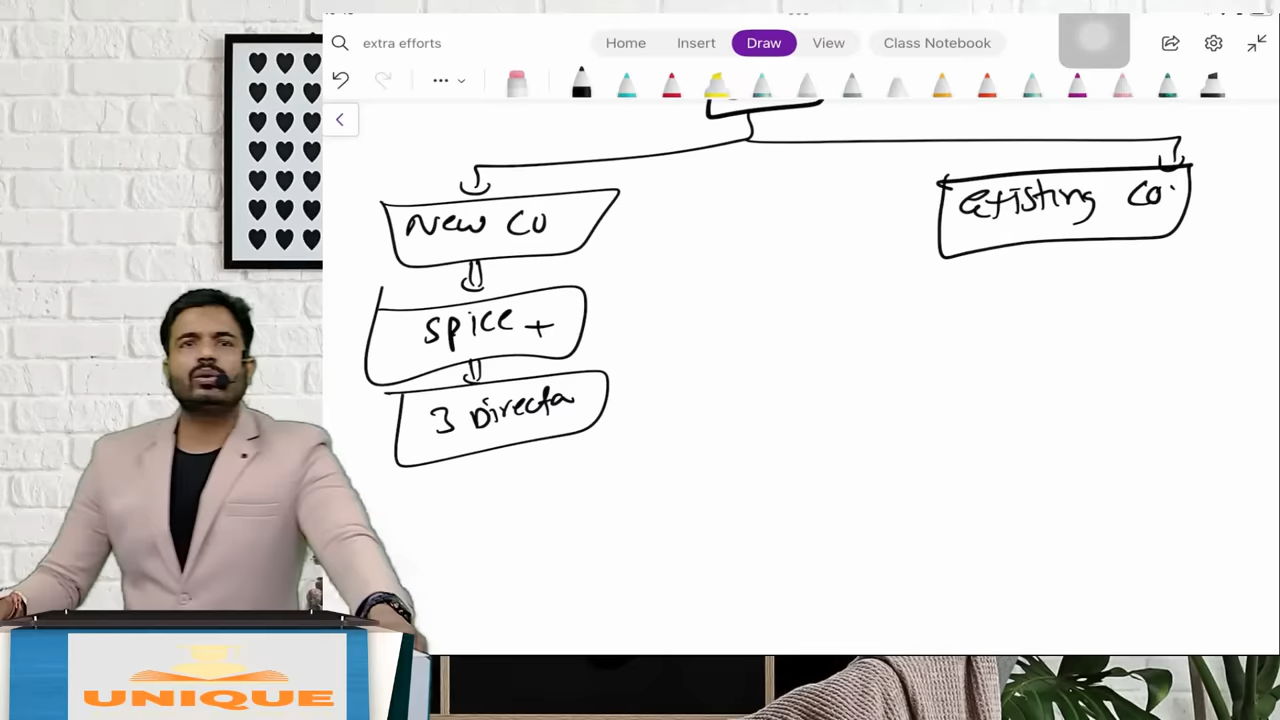 extra efforts
Home Insert Draw View Class Notebook
New Co
existing Co.
Spice +
3 Directo
UNIQUE